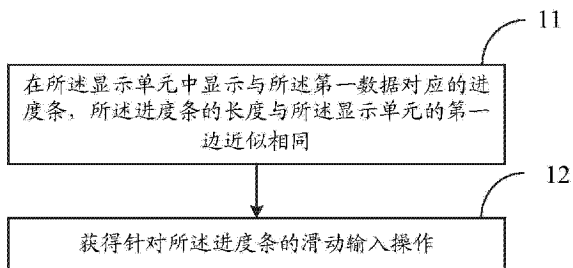 11
在所述显示单元中显示与所述第一数据对应的进
度条，所述进度条的长度与所述显示单元的第一
边近似相同
12
获得针对所述进度条的滑动输入操作